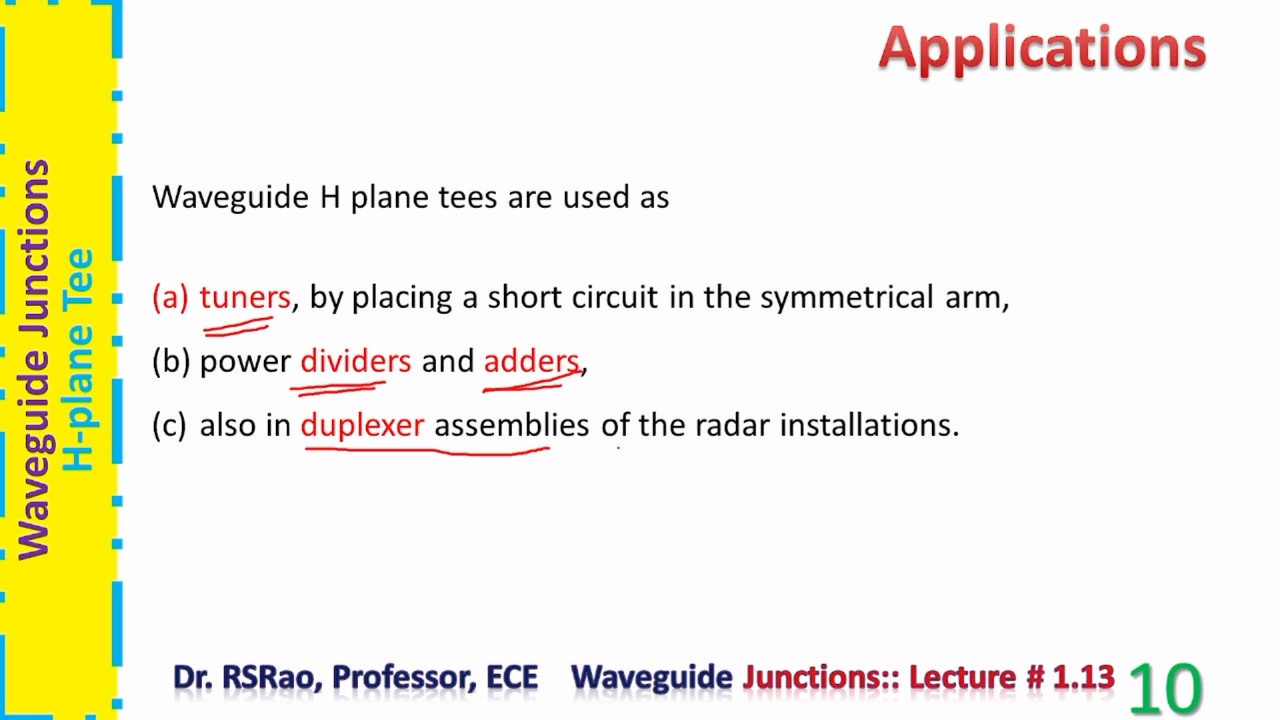 Applications
Waveguide Junctions
H-plane Tee
Waveguide H plane tees are used as
(a) tuners, by placing a short circuit in the symmetrical arm,
(b) power dividers and adders,
(c) also in duplexer assemblies of the radar installations.
Dr. RSRao, Professor, ECE Waveguide Junctions:: Lecture # 1.13 10